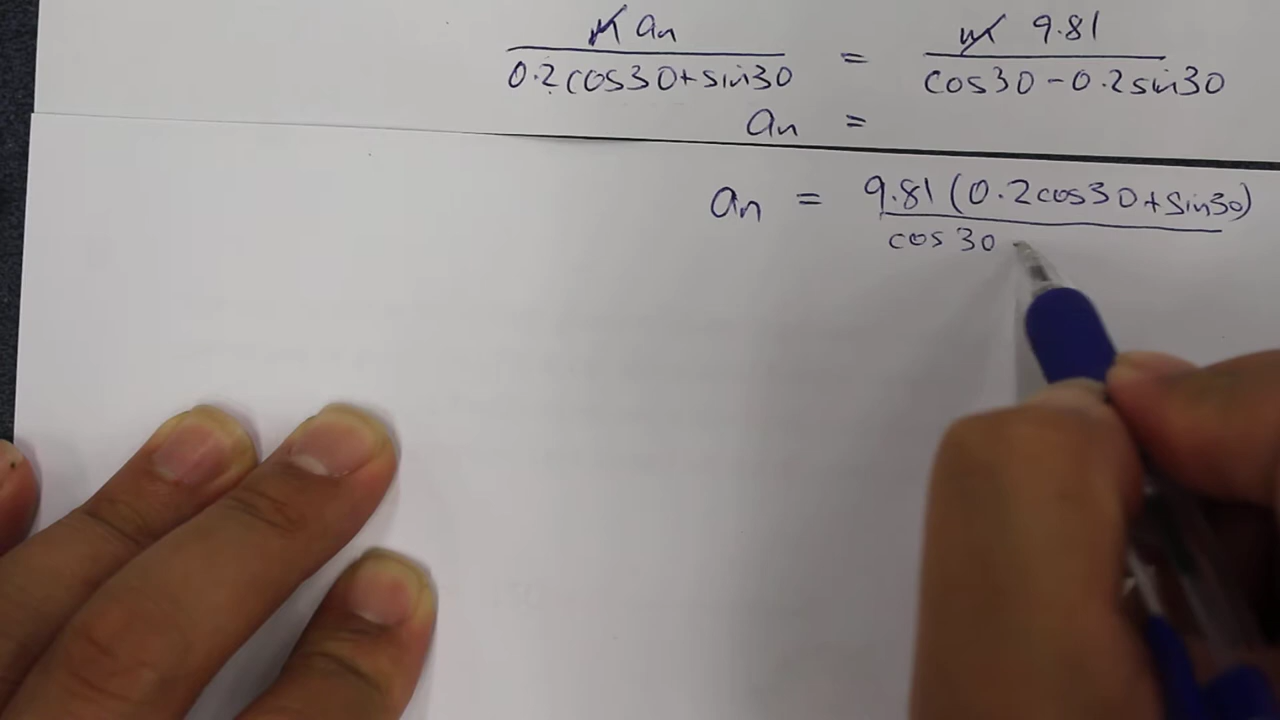 m an = m 9.81
0.2cos30+sin30 cos30-0.2sin30
an =
an = 9.81(0.2cos30+sin30)
cos30